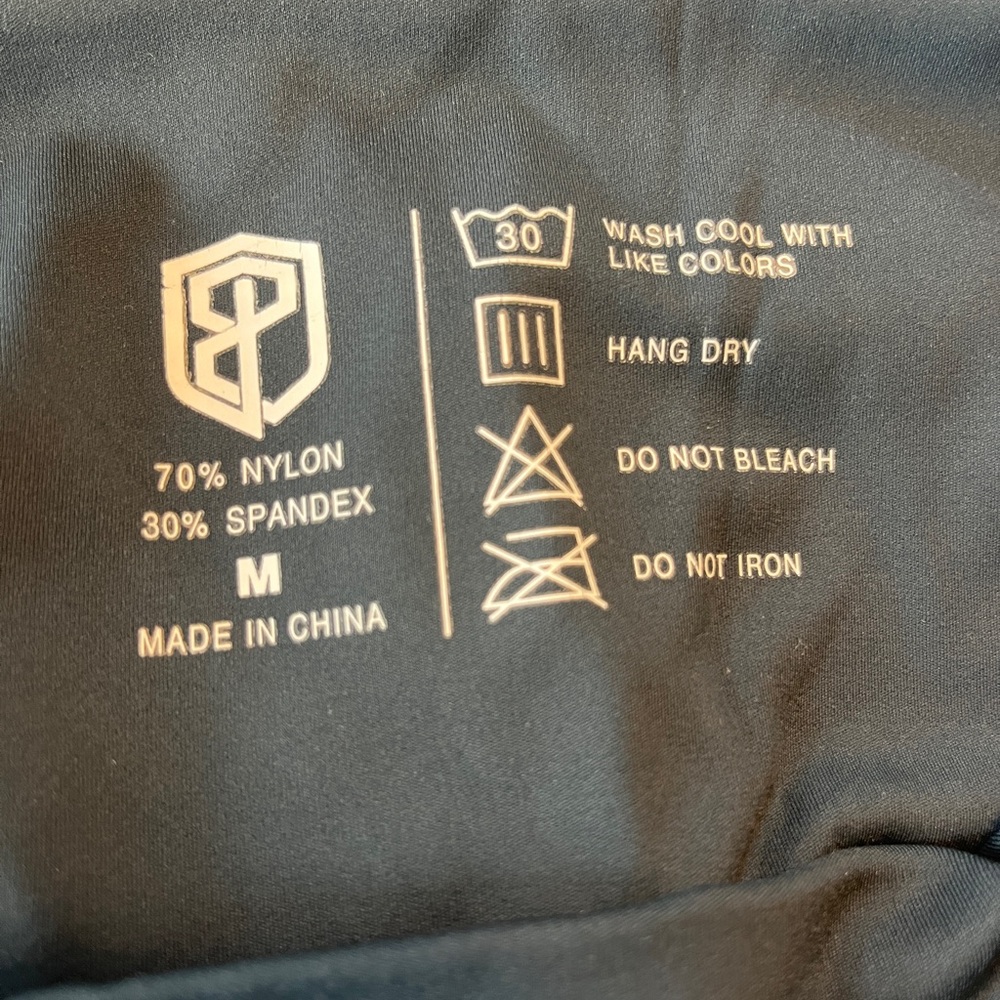 70% NYLON
30% SPANDEX
M
MADE IN CHINA
30
WASH COOL WITH
LIKE COLORS
HANG DRY
DO NOT BLEACH
DO NOT IRON